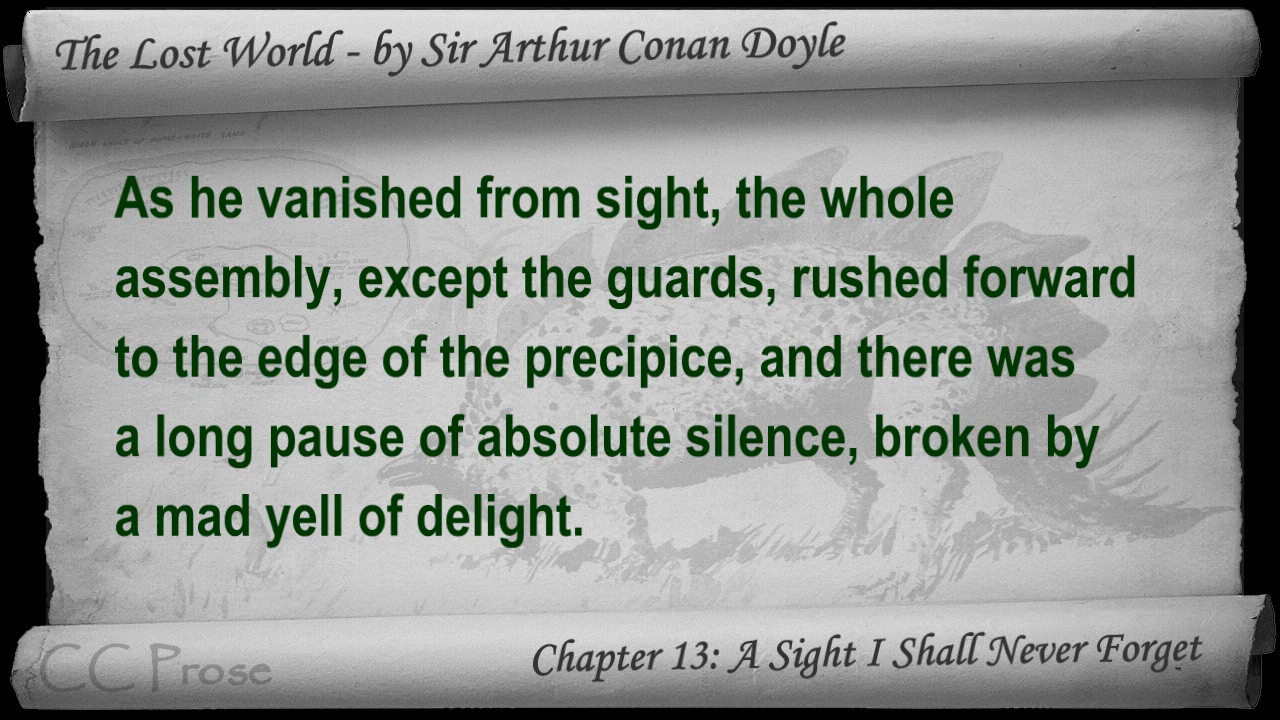 The Lost World - by Sir Arthur Conan Doyle
As he vanished from sight, the whole
assembly, except the guards, rushed forward
to the edge of the precipice, and there was
a long pause of absolute silence, broken by
a mad yell of delight.
CC Prose
Chapter 13: A Sight I Shall Never Forget